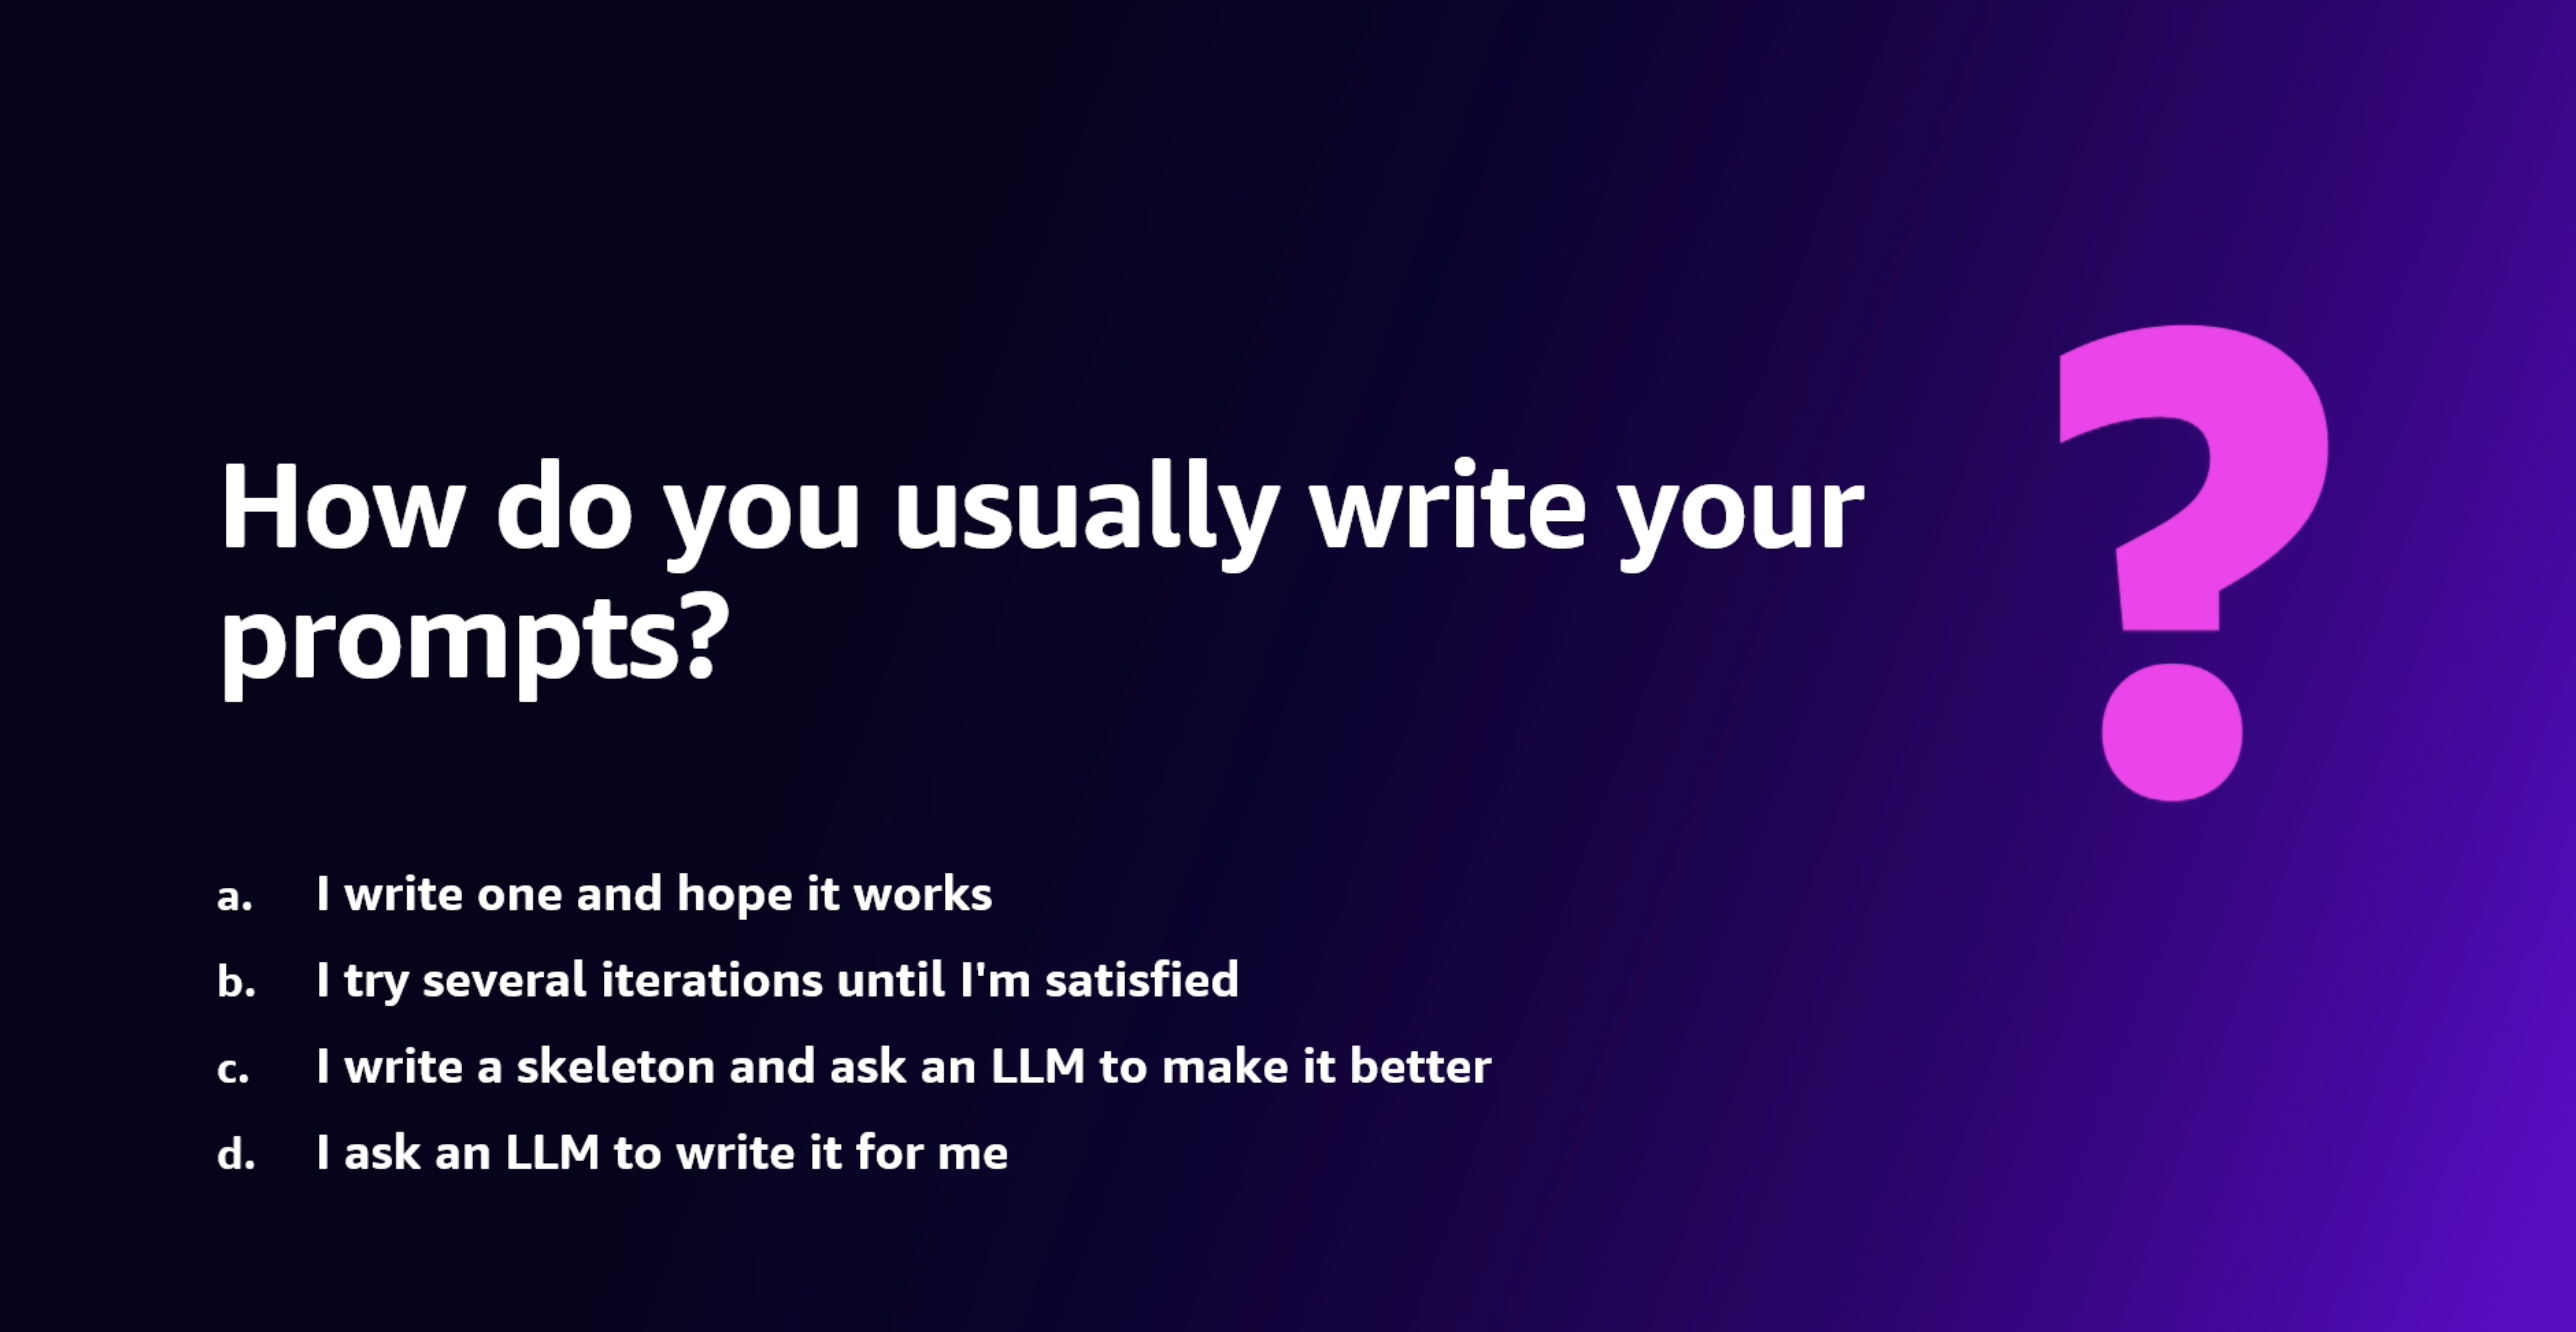 How do you usually write your
prompts?
?
a. I write one and hope it works
b. I try several iterations until I'm satisfied
c. I write a skeleton and ask an LLM to make it better
d. I ask an LLM to write it for me